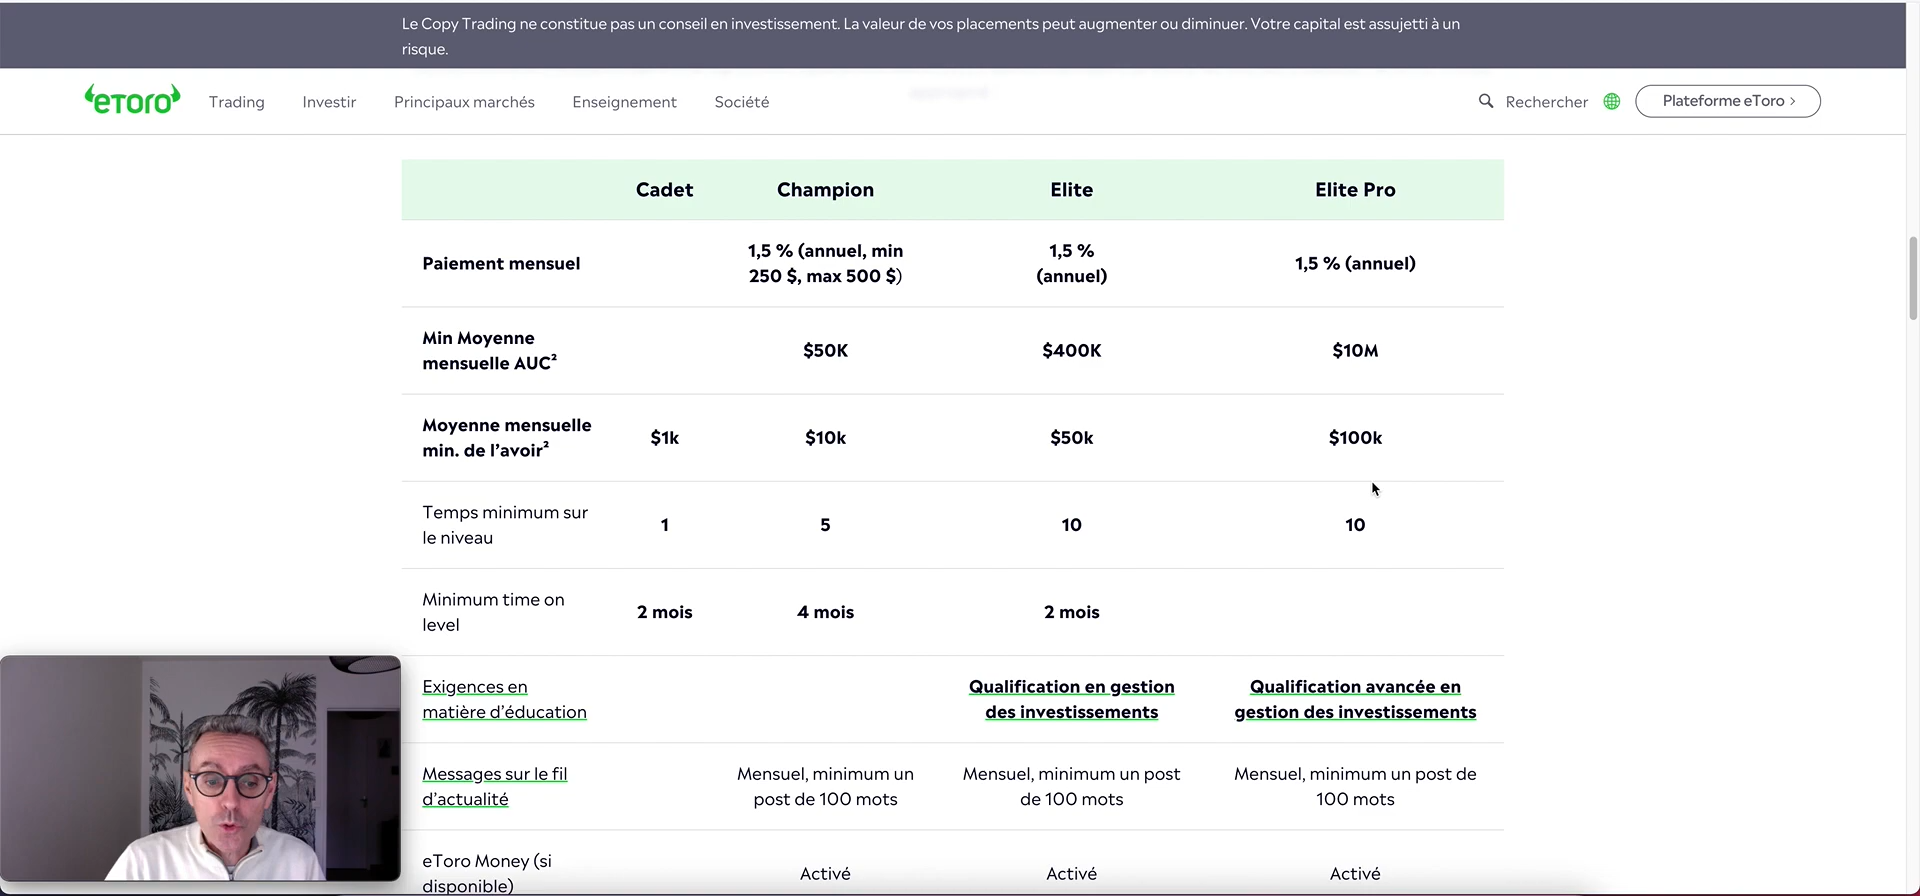 Le Copy Trading ne constitue pas un conseil en investissement. La valeur de vos placements peut augmenter ou diminuer. Votre capital est assujetti à un
risque.
eToro
Trading
Investir
Principaux marchés
Enseignement
Société
Rechercher
Plateforme eToro >
Cadet
Champion
Elite
Elite Pro
Paiement mensuel
1,5 % (annuel, min
250 $, max 500 $)
1,5 %
(annuel)
1,5 % (annuel)
Min Moyenne
mensuelle AUC²
$50K
$400K
$10M
Moyenne mensuelle
min. de l’avoir²
$1k
$10k
$50k
$100k
Temps minimum sur
le niveau
1
5
10
10
Minimum time on
level
2 mois
4 mois
2 mois
Exigences en
matière d’éducation
Qualification en gestion
des investissements
Qualification avancée en
gestion des investissements
Messages sur le fil
d’actualité
Mensuel, minimum un
post de 100 mots
Mensuel, minimum un post
de 100 mots
Mensuel, minimum un post de
100 mots
eToro Money (si
disponible)
Activé
Activé
Activé